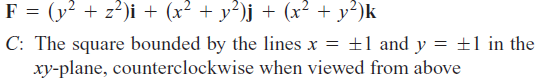 F = (y² + z²)i + (x² + y²)j + (x² + y²)k
C: The square bounded by the lines x = ±1 and y = ±1 in the
xy-plane, counterclockwise when viewed from above